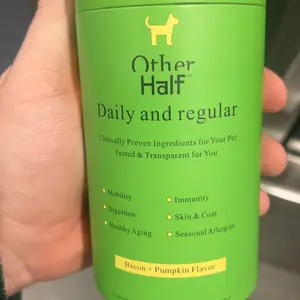 Other
Half
Daily and regular
Clinically Proven Ingredients for Your Pet
Tested & Transparent for You
Mobility
Immunity
Digestion
Skin & Coat
Healthy Aging
Seasonal Allergies
Bacon + Pumpkin Flavor